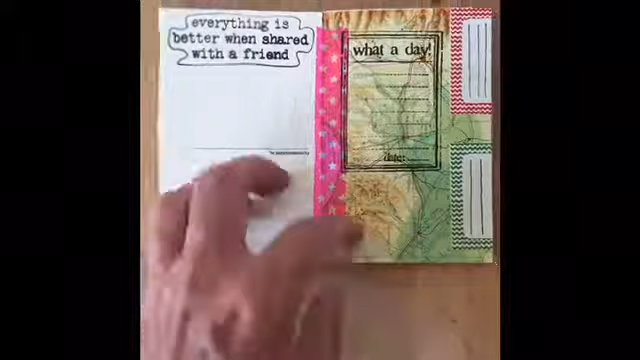 everything is
better when shared
with a friend
what a day!
date: